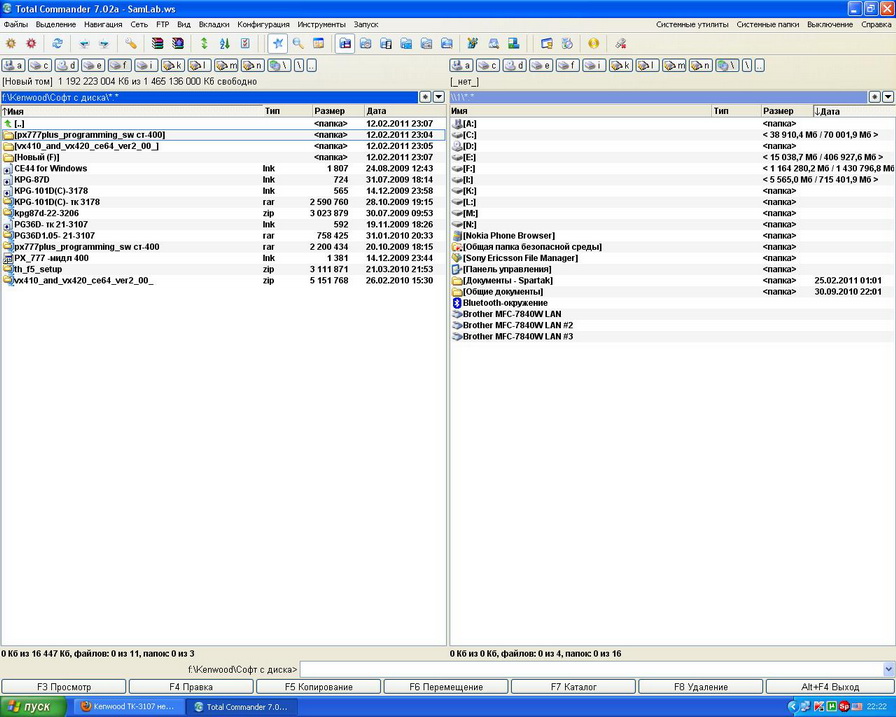 Total Commander 7.02a - SamLab.ws
Файлы Выделение Навигация Сеть FTP Вид Вкладки Конфигурация Инструменты Запуск Системные утилиты Системные папки Выключение Справка
a c d e f i k l m n \ \ .. a c d e f i k l m n \ \ ..
[Новый том] 1 192 223 004 Кб из 1 465 136 000 Кб свободно [_нет_]
f:\Kenwood\Софт с диска\*.* \\1\*.*
↑Имя Тип Размер Дата Имя Тип Размер ↓Дата
[..] <папка> 12.02.2011 23:07 [A:] <папка>
[px777plus_programming_sw ст-400] <папка> 12.02.2011 23:04 [C:] < 38 910,4 Мб / 70 001,9 Мб >
[vx410_and_vx420_ce64_ver2_00_] <папка> 12.02.2011 23:05 [D:] <папка>
[Новый (F)] <папка> 12.02.2011 23:07 [E:] < 15 038,7 Мб / 406 927,6 Мб >
CE44 for Windows lnk 1 807 24.08.2009 12:43 [F:] < 1 164 280,2 Мб / 1 430 796,8 Мб
KPG-87D lnk 724 31.07.2009 18:14 [I:] < 5 565,0 Мб / 715 401,9 Мб >
KPG-101D(C)-3178 lnk 565 14.12.2009 23:58 [K:] <папка>
KPG-101D(C)- тк 3178 rar 2 590 760 28.10.2009 19:15 [L:] <папка>
kpg87d-22-3206 zip 3 023 879 30.07.2009 09:53 [M:] <папка>
PG36D- тк 21-3107 lnk 592 19.11.2009 18:26 [N:] <папка>
PG36D1.05- 21-3107 rar 758 425 31.01.2010 20:33 [Nokia Phone Browser] <папка>
px777plus_programming_sw ст-400 rar 2 200 434 20.10.2009 18:15 [Общая папка безопасной среды] <папка>
PX_777 -мидл 400 lnk 1 381 14.12.2009 23:44 [Sony Ericsson File Manager] <папка>
th_f5_setup zip 3 111 871 21.03.2010 21:53 [Панель управления] <папка>
vx410_and_vx420_ce64_ver2_00_ zip 5 151 768 26.02.2010 15:30 [Документы - Spartak] <папка> 25.02.2011 01:01
[Общие документы] <папка> 30.09.2010 22:01
Bluetooth-окружение
Brother MFC-7840W LAN
Brother MFC-7840W LAN #2
Brother MFC-7840W LAN #3
0 Кб из 16 447 Кб, файлов: 0 из 11, папок: 0 из 3 0 Кб из 0 Кб, файлов: 0 из 4, папок: 0 из 16
f:\Kenwood\Софт с диска>
F3 Просмотр F4 Правка F5 Копирование F6 Перемещение F7 Каталог F8 Удаление Alt+F4 Выход
пуск Kenwood TK-3107 не... Total Commander 7.0... 22:22